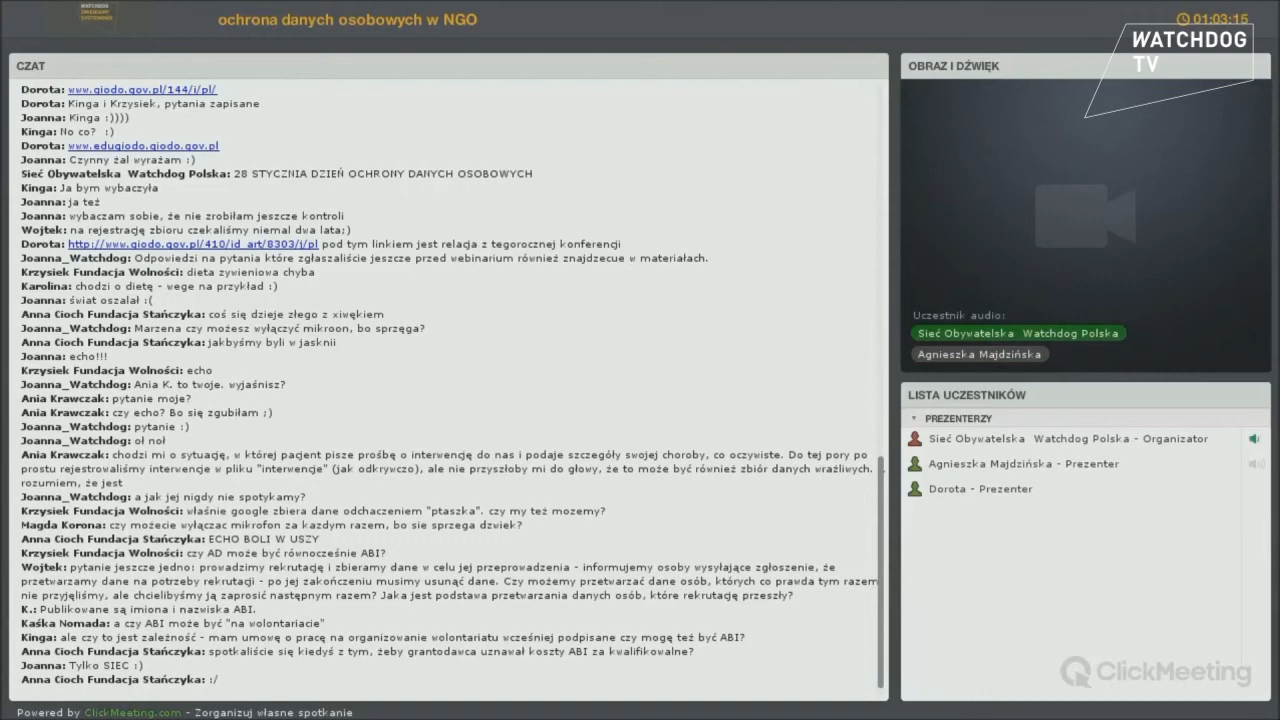 ochrona danych osobowych w NGO
01:03:15
WATCHDOG
TV
CZAT
Dorota: www.giodo.gov.pl/144/i/pl/
Dorota: Kinga i Krzysiek, pytania zapisane
Joanna: Kinga :))))
Kinga: No co? :)
Dorota: www.edugiodo.giodo.gov.pl
Joanna: Czynny żal wyrażam :)
Sieć Obywatelska Watchdog Polska: 28 STYCZNIA DZIEŃ OCHRONY DANYCH OSOBOWYCH
Kinga: Ja bym wybaczyła
Joanna: ja też
Joanna: wybaczam sobie, że nie zrobiłam jeszcze kontroli
Wojtek: na rejestrację zbioru czekaliśmy niemal dwa lata;)
Dorota: http://www.giodo.gov.pl/410/id_art/8303/j/pl pod tym linkiem jest relacja z tegorocznej konferencji
Joanna_Watchdog: Odpowiedzi na pytania które zgłaszaliście jeszcze przed webinarium również znajdzecue w materiałach.
Krzysiek Fundacja Wolności: dieta zywieniowa chyba
Karolina: chodzi o dietę - wege na przykład :)
Joanna: świat oszalał :(
Anna Cioch Fundacja Stańczyka: coś się dzieje złego z xiwękiem
Joanna_Watchdog: Marzena czy możesz wyłączyć mikroon, bo sprzęga?
Anna Cioch Fundacja Stańczyka: jakbyśmy byli w jasknii
Joanna: echo!!!
Krzysiek Fundacja Wolności: echo
Joanna_Watchdog: Ania K. to twoje. wyjaśnisz?
Ania Krawczak: pytanie moje?
Ania Krawczak: czy echo? Bo się zgubiłam ;)
Joanna_Watchdog: pytanie :)
Joanna_Watchdog: oł noł
Ania Krawczak: chodzi mi o sytuację, w której pacjent pisze prośbę o interwencję do nas i podaje szczegóły swojej choroby, co oczywiste. Do tej pory po
prostu rejestrowaliśmy interwencje w pliku "interwencje" (jak odkrywczo), ale nie przyszłoby mi do głowy, że to może być również zbiór danych wrażliwych.
rozumiem, że jest
Joanna_Watchdog: a jak jej nigdy nie spotykamy?
Krzysiek Fundacja Wolności: właśnie google zbiera dane odchaczeniem "ptaszka". czy my też mozemy?
Magda Korona: czy możecie wyłączac mikrofon za kazdym razem, bo sie sprzega dzwiek?
Anna Cioch Fundacja Stańczyka: ECHO BOLI W USZY
Krzysiek Fundacja Wolności: czy AD może być równocześnie ABI?
Wojtek: pytanie jeszcze jedno: prowadzimy rekrutację i zbieramy dane w celu jej przeprowadzenia - informujemy osoby wysyłające zgłoszenie, że
przetwarzamy dane na potrzeby rekrutacji - po jej zakończeniu musimy usunąć dane. Czy możemy przetwarzać dane osób, których co prawda tym razem
nie przyjęliśmy, ale chcielibyśmy ją zaprosić następnym razem? Jaka jest podstawa przetwarzania danych osób, które rekrutację przeszły?
K.: Publikowane są imiona i nazwiska ABI.
Kaśka Nomada: a czy ABI może być "na wolontariacie"
Kinga: ale czy to jest zależność - mam umowę o pracę na organizowanie wolontariatu wcześniej podpisane czy mogę też być ABI?
Anna Cioch Fundacja Stańczyka: spotkaliście się kiedyś z tym, żeby grantodawca uznawał koszty ABI za kwalifikowalne?
Joanna: Tylko SIEC :)
Anna Cioch Fundacja Stańczyka: :/
OBRAZ I DŹWIĘK
Uczestnik audio:
Sieć Obywatelska Watchdog Polska
Agnieszka Majdzińska
LISTA UCZESTNIKÓW
PREZENTERZY
Sieć Obywatelska Watchdog Polska - Organizator
Agnieszka Majdzińska - Prezenter
Dorota - Prezenter
ClickMeeting
Powered by ClickMeeting.com - Zorganizuj własne spotkanie